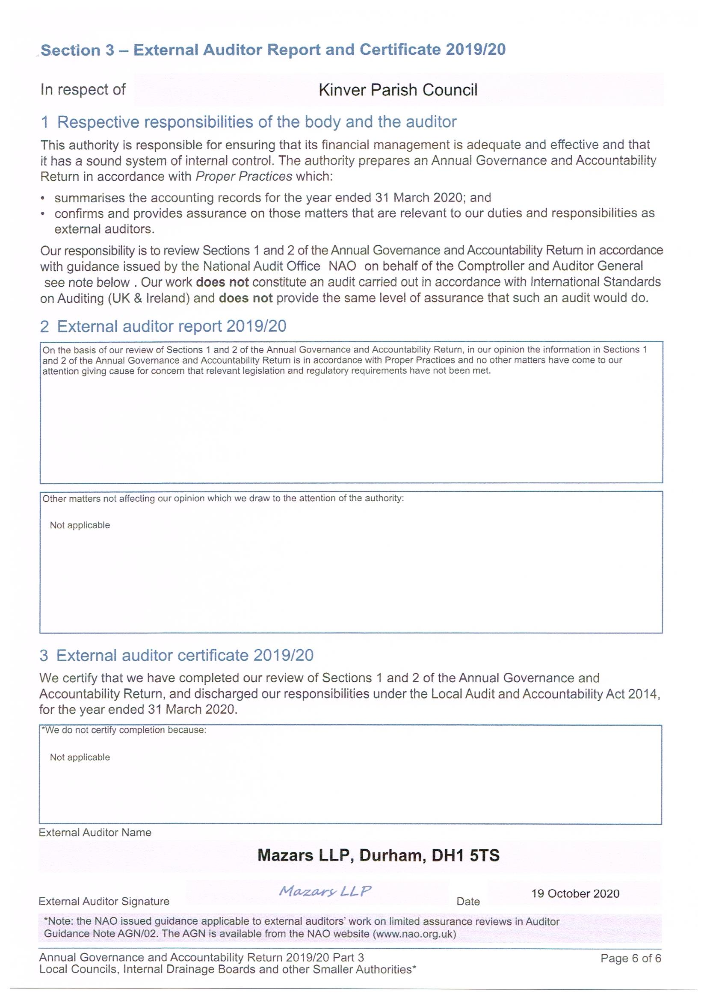 Section 3 – External Auditor Report and Certificate 2019/20
In respect of Kinver Parish Council
1 Respective responsibilities of the body and the auditor
This authority is responsible for ensuring that its financial management is adequate and effective and that
it has a sound system of internal control. The authority prepares an Annual Governance and Accountability
Return in accordance with Proper Practices which:
• summarises the accounting records for the year ended 31 March 2020; and
• confirms and provides assurance on those matters that are relevant to our duties and responsibilities as
external auditors.
Our responsibility is to review Sections 1 and 2 of the Annual Governance and Accountability Return in accordance
with guidance issued by the National Audit Office NAO on behalf of the Comptroller and Auditor General
see note below . Our work does not constitute an audit carried out in accordance with International Standards
on Auditing (UK & Ireland) and does not provide the same level of assurance that such an audit would do.
2 External auditor report 2019/20
On the basis of our review of Sections 1 and 2 of the Annual Governance and Accountability Return, in our opinion the information in Sections 1
and 2 of the Annual Governance and Accountability Return is in accordance with Proper Practices and no other matters have come to our
attention giving cause for concern that relevant legislation and regulatory requirements have not been met.
Other matters not affecting our opinion which we draw to the attention of the authority:
Not applicable
3 External auditor certificate 2019/20
We certify that we have completed our review of Sections 1 and 2 of the Annual Governance and
Accountability Return, and discharged our responsibilities under the Local Audit and Accountability Act 2014,
for the year ended 31 March 2020.
*We do not certify completion because:
Not applicable
External Auditor Name
Mazars LLP, Durham, DH1 5TS
External Auditor Signature Mazars LLP Date 19 October 2020
*Note: the NAO issued guidance applicable to external auditors' work on limited assurance reviews in Auditor
Guidance Note AGN/02. The AGN is available from the NAO website (www.nao.org.uk)
Annual Governance and Accountability Return 2019/20 Part 3 Page 6 of 6
Local Councils, Internal Drainage Boards and other Smaller Authorities*